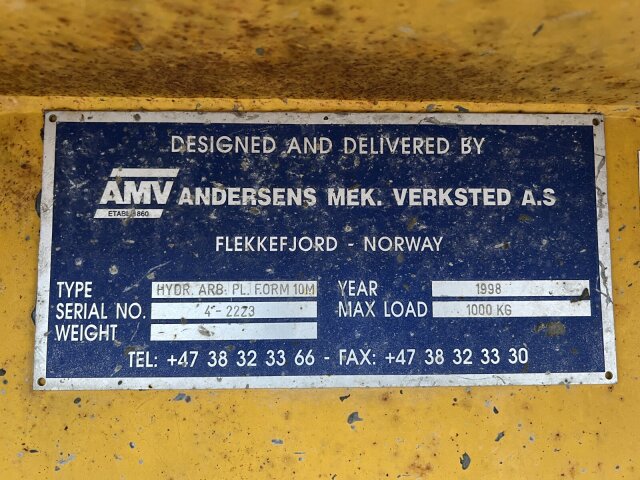 DESIGNED AND DELIVERED BY
AMV ANDERSENS MEK. VERKSTED A.S
ETABL. 1860
FLEKKEFJORD - NORWAY
TYPE HYDR. ARB. PL. FORM 10M YEAR 1998
SERIAL NO. 4-2223 MAX LOAD 1000 KG
WEIGHT -
TEL: +47 38 32 33 66 - FAX: +47 38 32 33 30